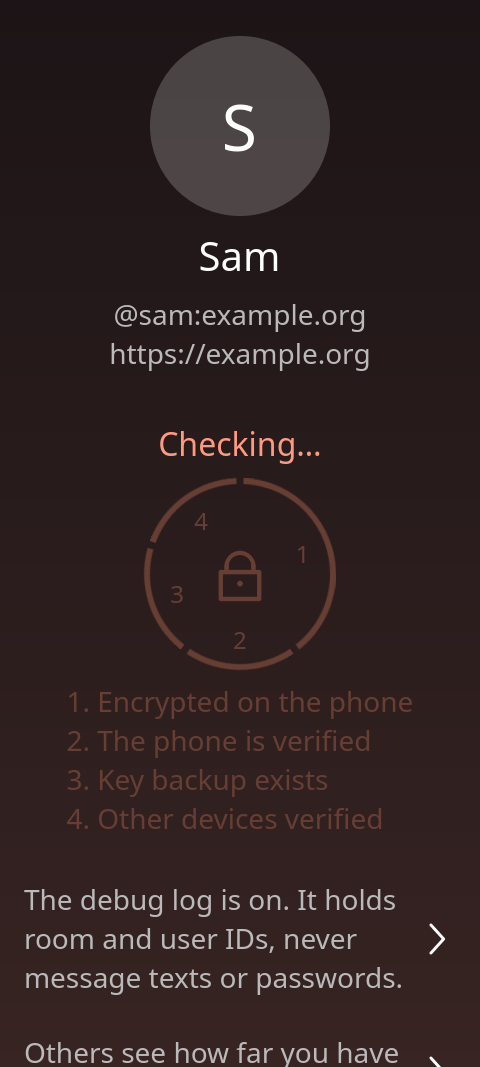 S
Sam
@sam:example.org
https://example.org
Checking...
4
1
3
2
1. Encrypted on the phone
2. The phone is verified
3. Key backup exists
4. Other devices verified
The debug log is on. It holds
room and user IDs, never
message texts or passwords.
Others see how far you have